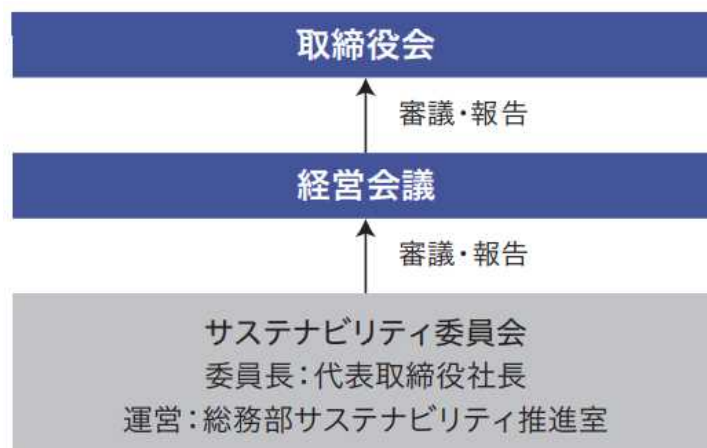 取締役会
審議・報告
経営会議
審議・報告
サステナビリティ委員会
委員長：代表取締役社長
運営：総務部サステナビリティ推進室